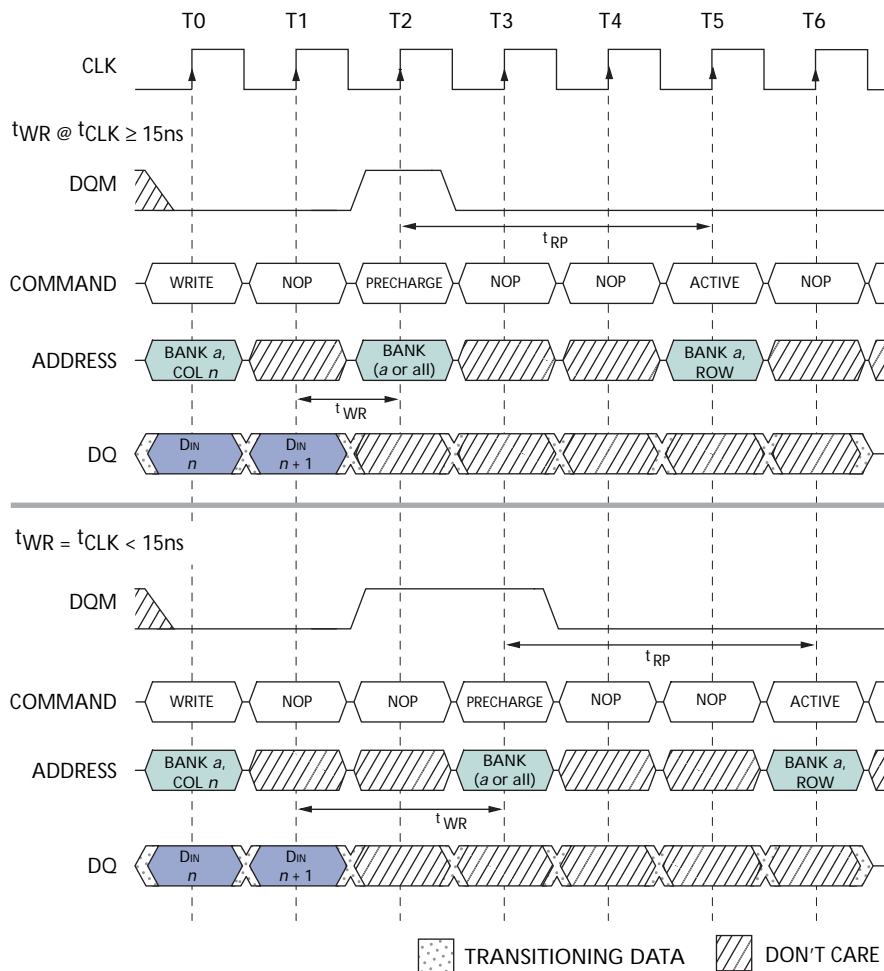 T0 T1 T2 T3 T4 T5 T6
CLK
tWR @ tCLK ≥ 15ns
DQM
tRP
COMMAND WRITE NOP PRECHARGE NOP NOP ACTIVE NOP
ADDRESS BANK a, COL n BANK (a or all) BANK a, ROW
tWR
DQ DIN n DIN n + 1
tWR = tCLK < 15ns
DQM
tRP
COMMAND WRITE NOP NOP PRECHARGE NOP NOP ACTIVE
ADDRESS BANK a, COL n BANK (a or all) BANK a, ROW
tWR
DQ DIN n DIN n + 1
TRANSITIONING DATA DON'T CARE